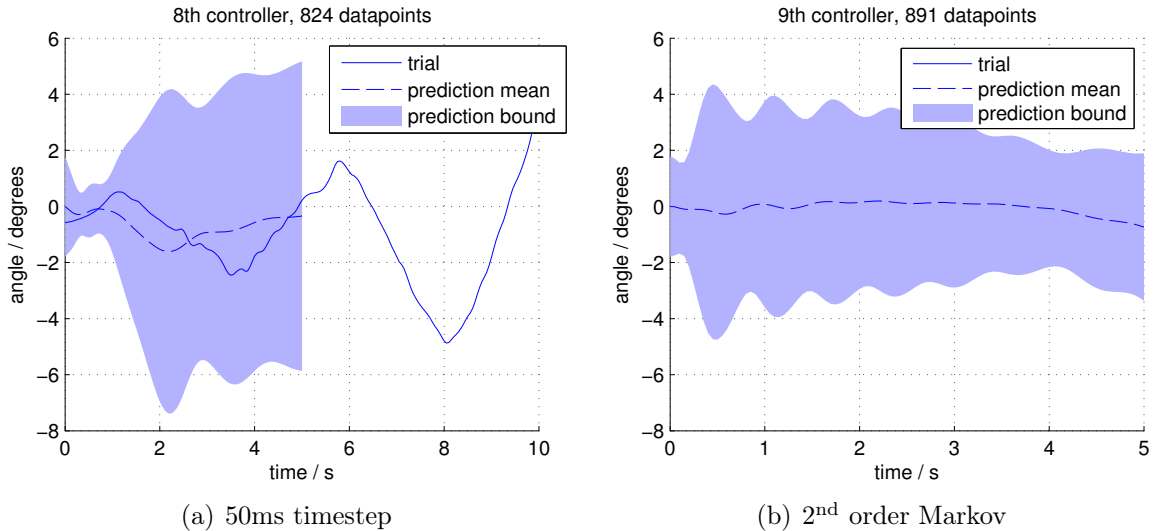 8th controller, 824 datapoints
6
4
2
0
−2
−4
−6
−8
angle / degrees
trial
prediction mean
prediction bound
0 2 4 6 8 10
time / s
(a) 50ms timestep
9th controller, 891 datapoints
6
4
2
0
−2
−4
−6
−8
angle / degrees
trial
prediction mean
prediction bound
0 1 2 3 4 5
time / s
(b) 2nd order Markov